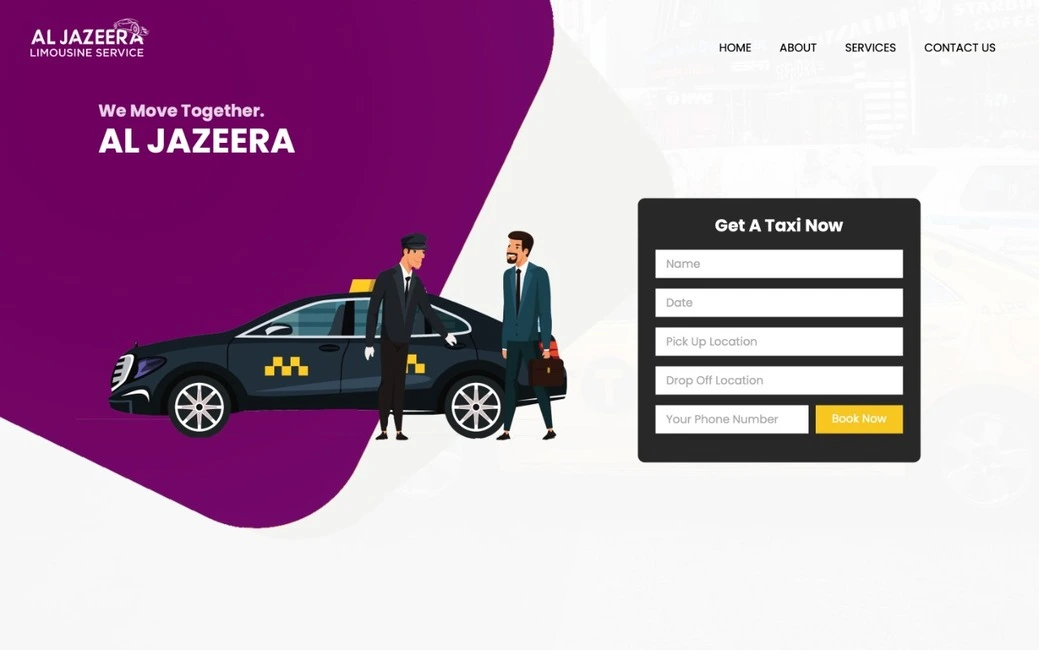 AL JAZEERA
LIMOUSINE SERVICE
HOME ABOUT SERVICES CONTACT US
We Move Together.
AL JAZEERA
Get A Taxi Now
Name
Date
Pick Up Location
Drop Off Location
Your Phone Number Book Now